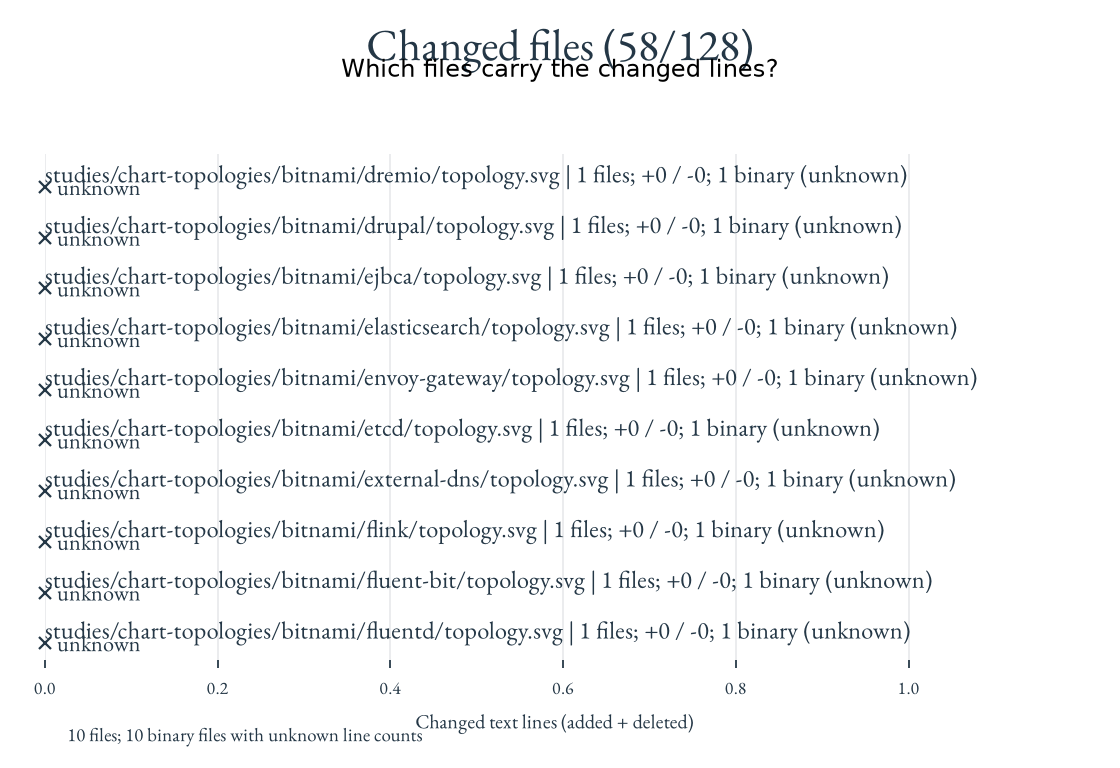 Changed files (58/128)
Which files carry the changed lines?
studies/chart-topologies/bitnami/dremio/topology.svg | 1 files; +0 / -0; 1 binary (unknown)
× unknown
studies/chart-topologies/bitnami/drupal/topology.svg | 1 files; +0 / -0; 1 binary (unknown)
× unknown
studies/chart-topologies/bitnami/ejbca/topology.svg | 1 files; +0 / -0; 1 binary (unknown)
× unknown
studies/chart-topologies/bitnami/elasticsearch/topology.svg | 1 files; +0 / -0; 1 binary (unknown)
× unknown
studies/chart-topologies/bitnami/envoy-gateway/topology.svg | 1 files; +0 / -0; 1 binary (unknown)
× unknown
studies/chart-topologies/bitnami/etcd/topology.svg | 1 files; +0 / -0; 1 binary (unknown)
× unknown
studies/chart-topologies/bitnami/external-dns/topology.svg | 1 files; +0 / -0; 1 binary (unknown)
× unknown
studies/chart-topologies/bitnami/flink/topology.svg | 1 files; +0 / -0; 1 binary (unknown)
× unknown
studies/chart-topologies/bitnami/fluent-bit/topology.svg | 1 files; +0 / -0; 1 binary (unknown)
× unknown
studies/chart-topologies/bitnami/fluentd/topology.svg | 1 files; +0 / -0; 1 binary (unknown)
× unknown
0.0 0.2 0.4 0.6 0.8 1.0
Changed text lines (added + deleted)
10 files; 10 binary files with unknown line counts